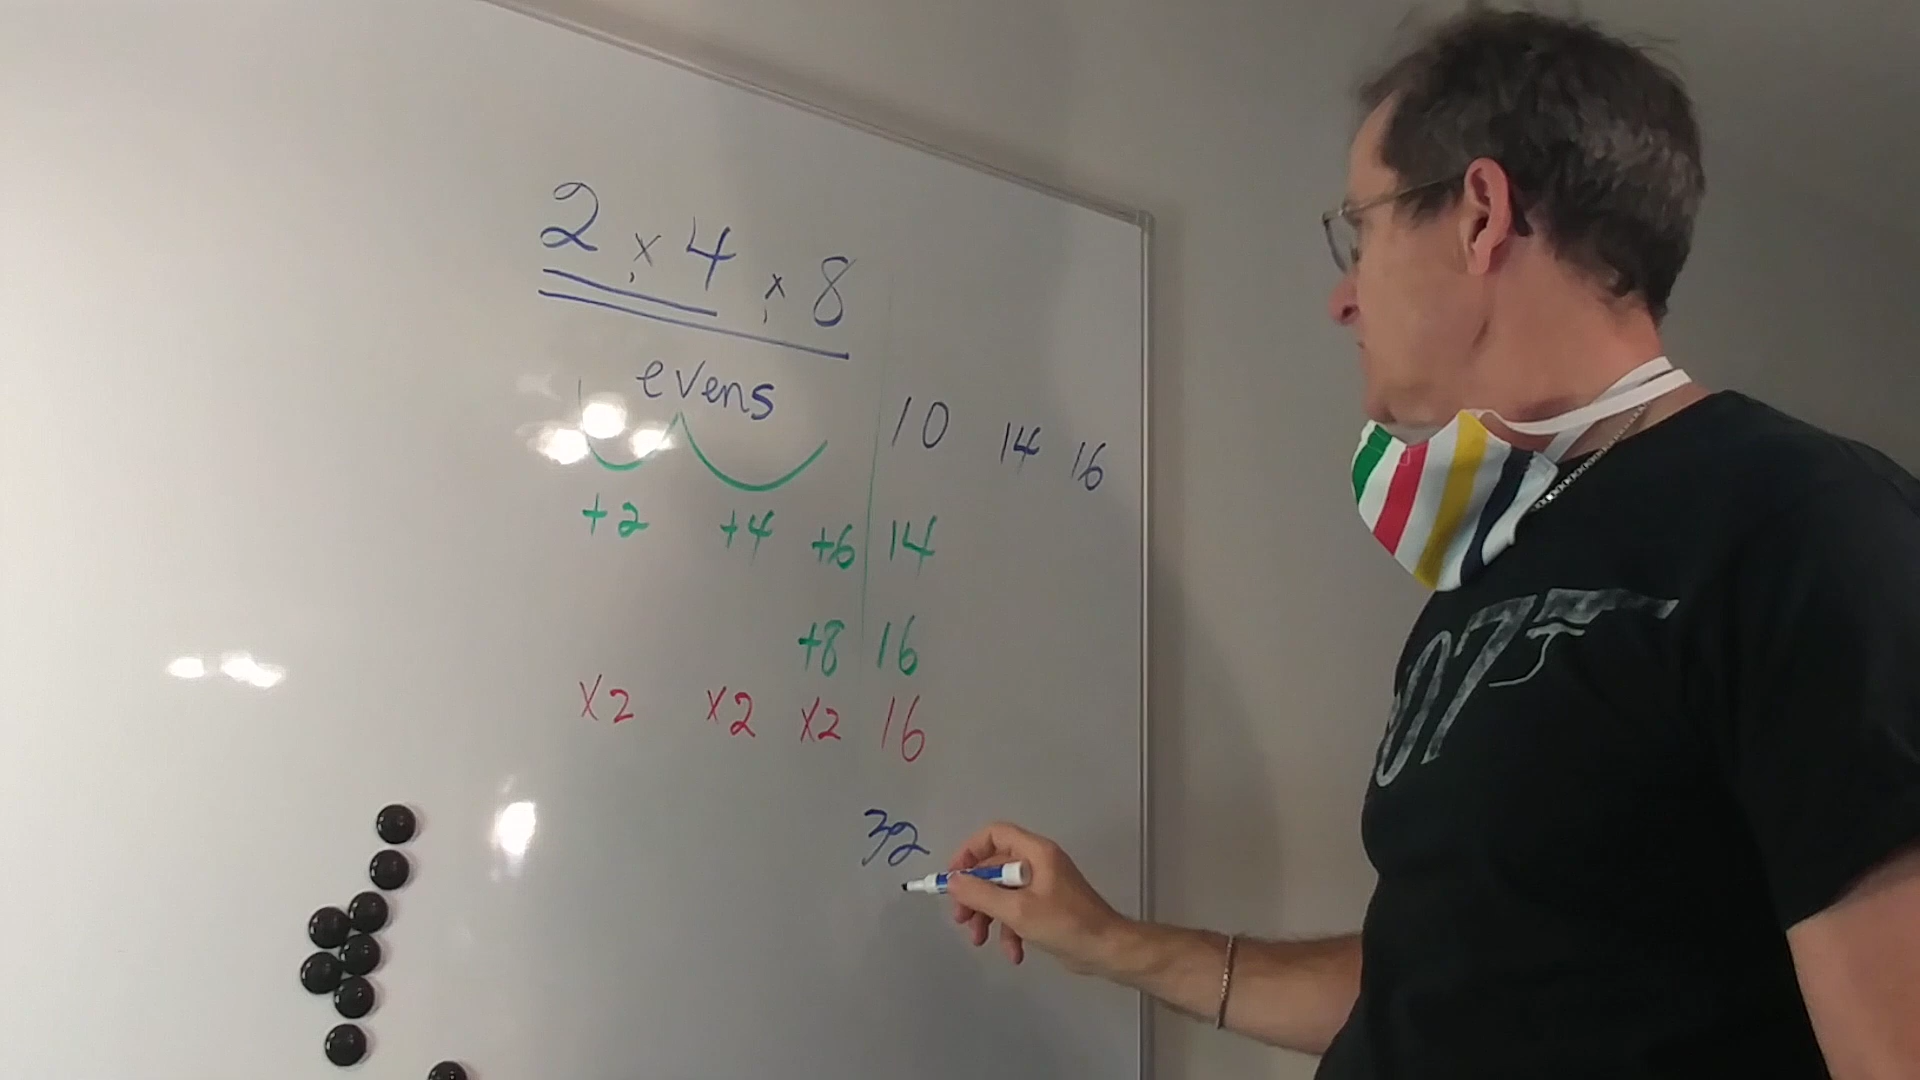 2, x 4, x 8
evens
10 14 16
+2 +4 +6 14
+8 16
x2 x2 x2 16
32
007